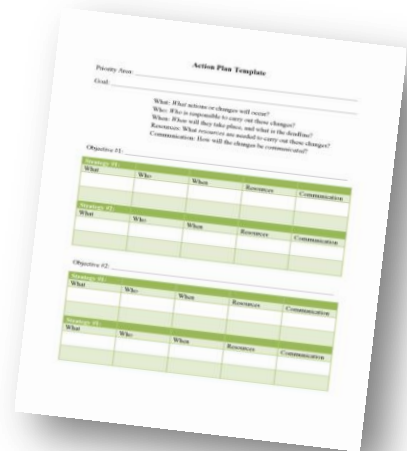 Action Plan Template
Priority Area:
Goal:
What: What actions or changes will occur?
Who: Who is responsible to carry out these changes?
When: When will they take place, and what is the deadline?
Resources: What resources are needed to carry out these changes?
Communication: How will the changes be communicated?
Objective #1:
Strategy #1:
What Who When Resources Communication
Strategy #2:
What Who When Resources Communication
Objective #2:
Strategy
What Who When Resources Communication
Strategy
What Who When Resources Communication